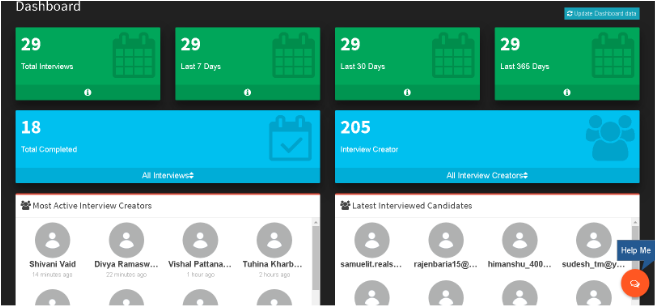 Dashboard
Update Dashboard data
29
Total Interviews
29
Last 7 Days
29
Last 30 Days
29
Last 365 Days
18
Total Completed
All Interviews
205
Interview Creator
All Interview Creators
Most Active Interview Creators
Shivani Vaid
14 minutes ago
Divya Ramasw...
22 minutes ago
Vishal Pattana...
1 hour ago
Tuhina Kharb...
2 hours ago
Latest Interviewed Candidates
samuelit.reals...
rajenbaria15@...
himanshu_400...
sudesh_tm@y...
Help Me